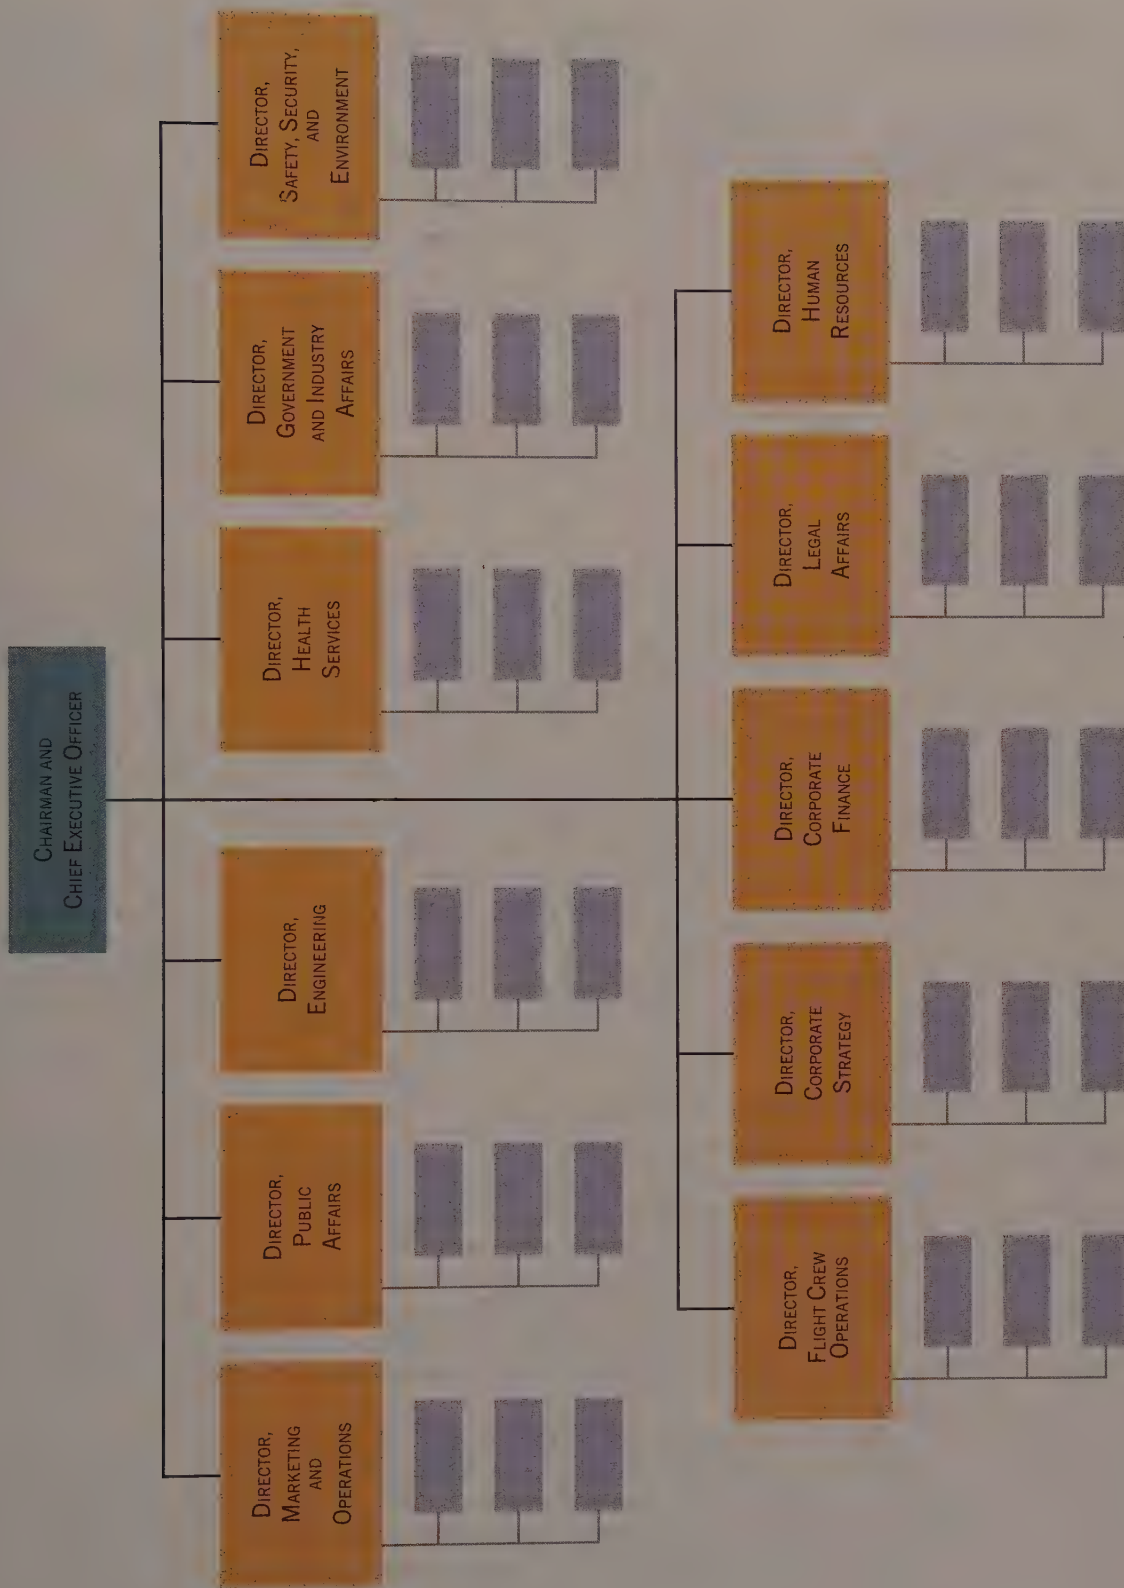 CHAIRMAN AND
CHIEF EXECUTIVE OFFICER
DIRECTOR,
MARKETING
AND
OPERATIONS
DIRECTOR,
PUBLIC
AFFAIRS
DIRECTOR,
ENGINEERING
DIRECTOR,
HEALTH
SERVICES
DIRECTOR,
GOVERNMENT
AND INDUSTRY
AFFAIRS
DIRECTOR,
SAFETY, SECURITY,
AND
ENVIRONMENT
DIRECTOR,
FLIGHT CREW
OPERATIONS
DIRECTOR,
CORPORATE
STRATEGY
DIRECTOR,
CORPORATE
FINANCE
DIRECTOR,
LEGAL
AFFAIRS
DIRECTOR,
HUMAN
RESOURCES